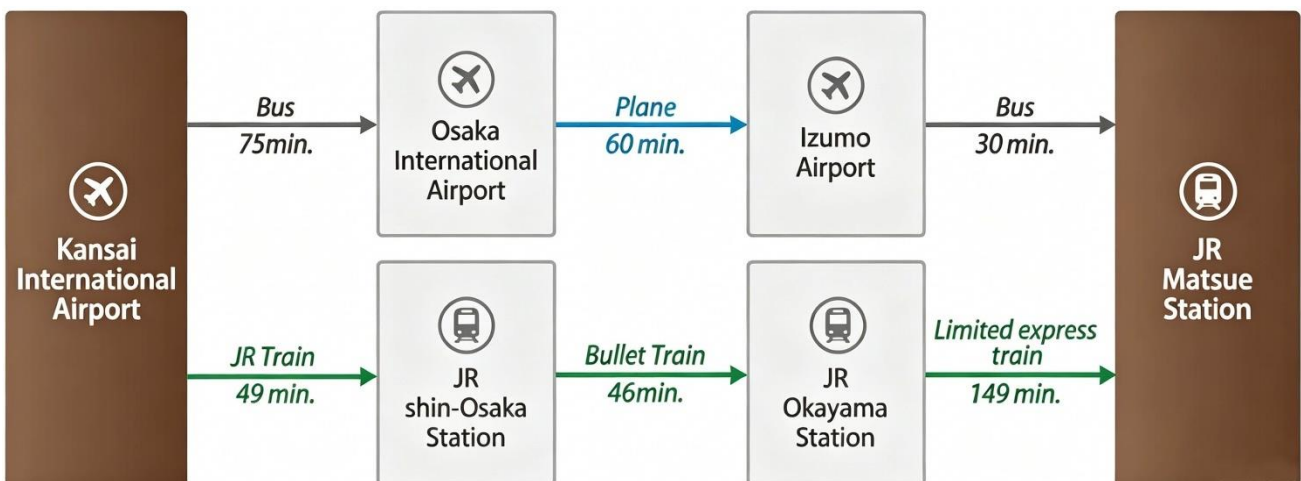 Kansai
International
Airport
Bus
75min.
Osaka
International
Airport
Plane
60 min.
Izumo
Airport
Bus
30 min.
JR Train
49 min.
JR
shin-Osaka
Station
Bullet Train
46min.
JR
Okayama
Station
Limited express
train
149 min.
JR
Matsue
Station